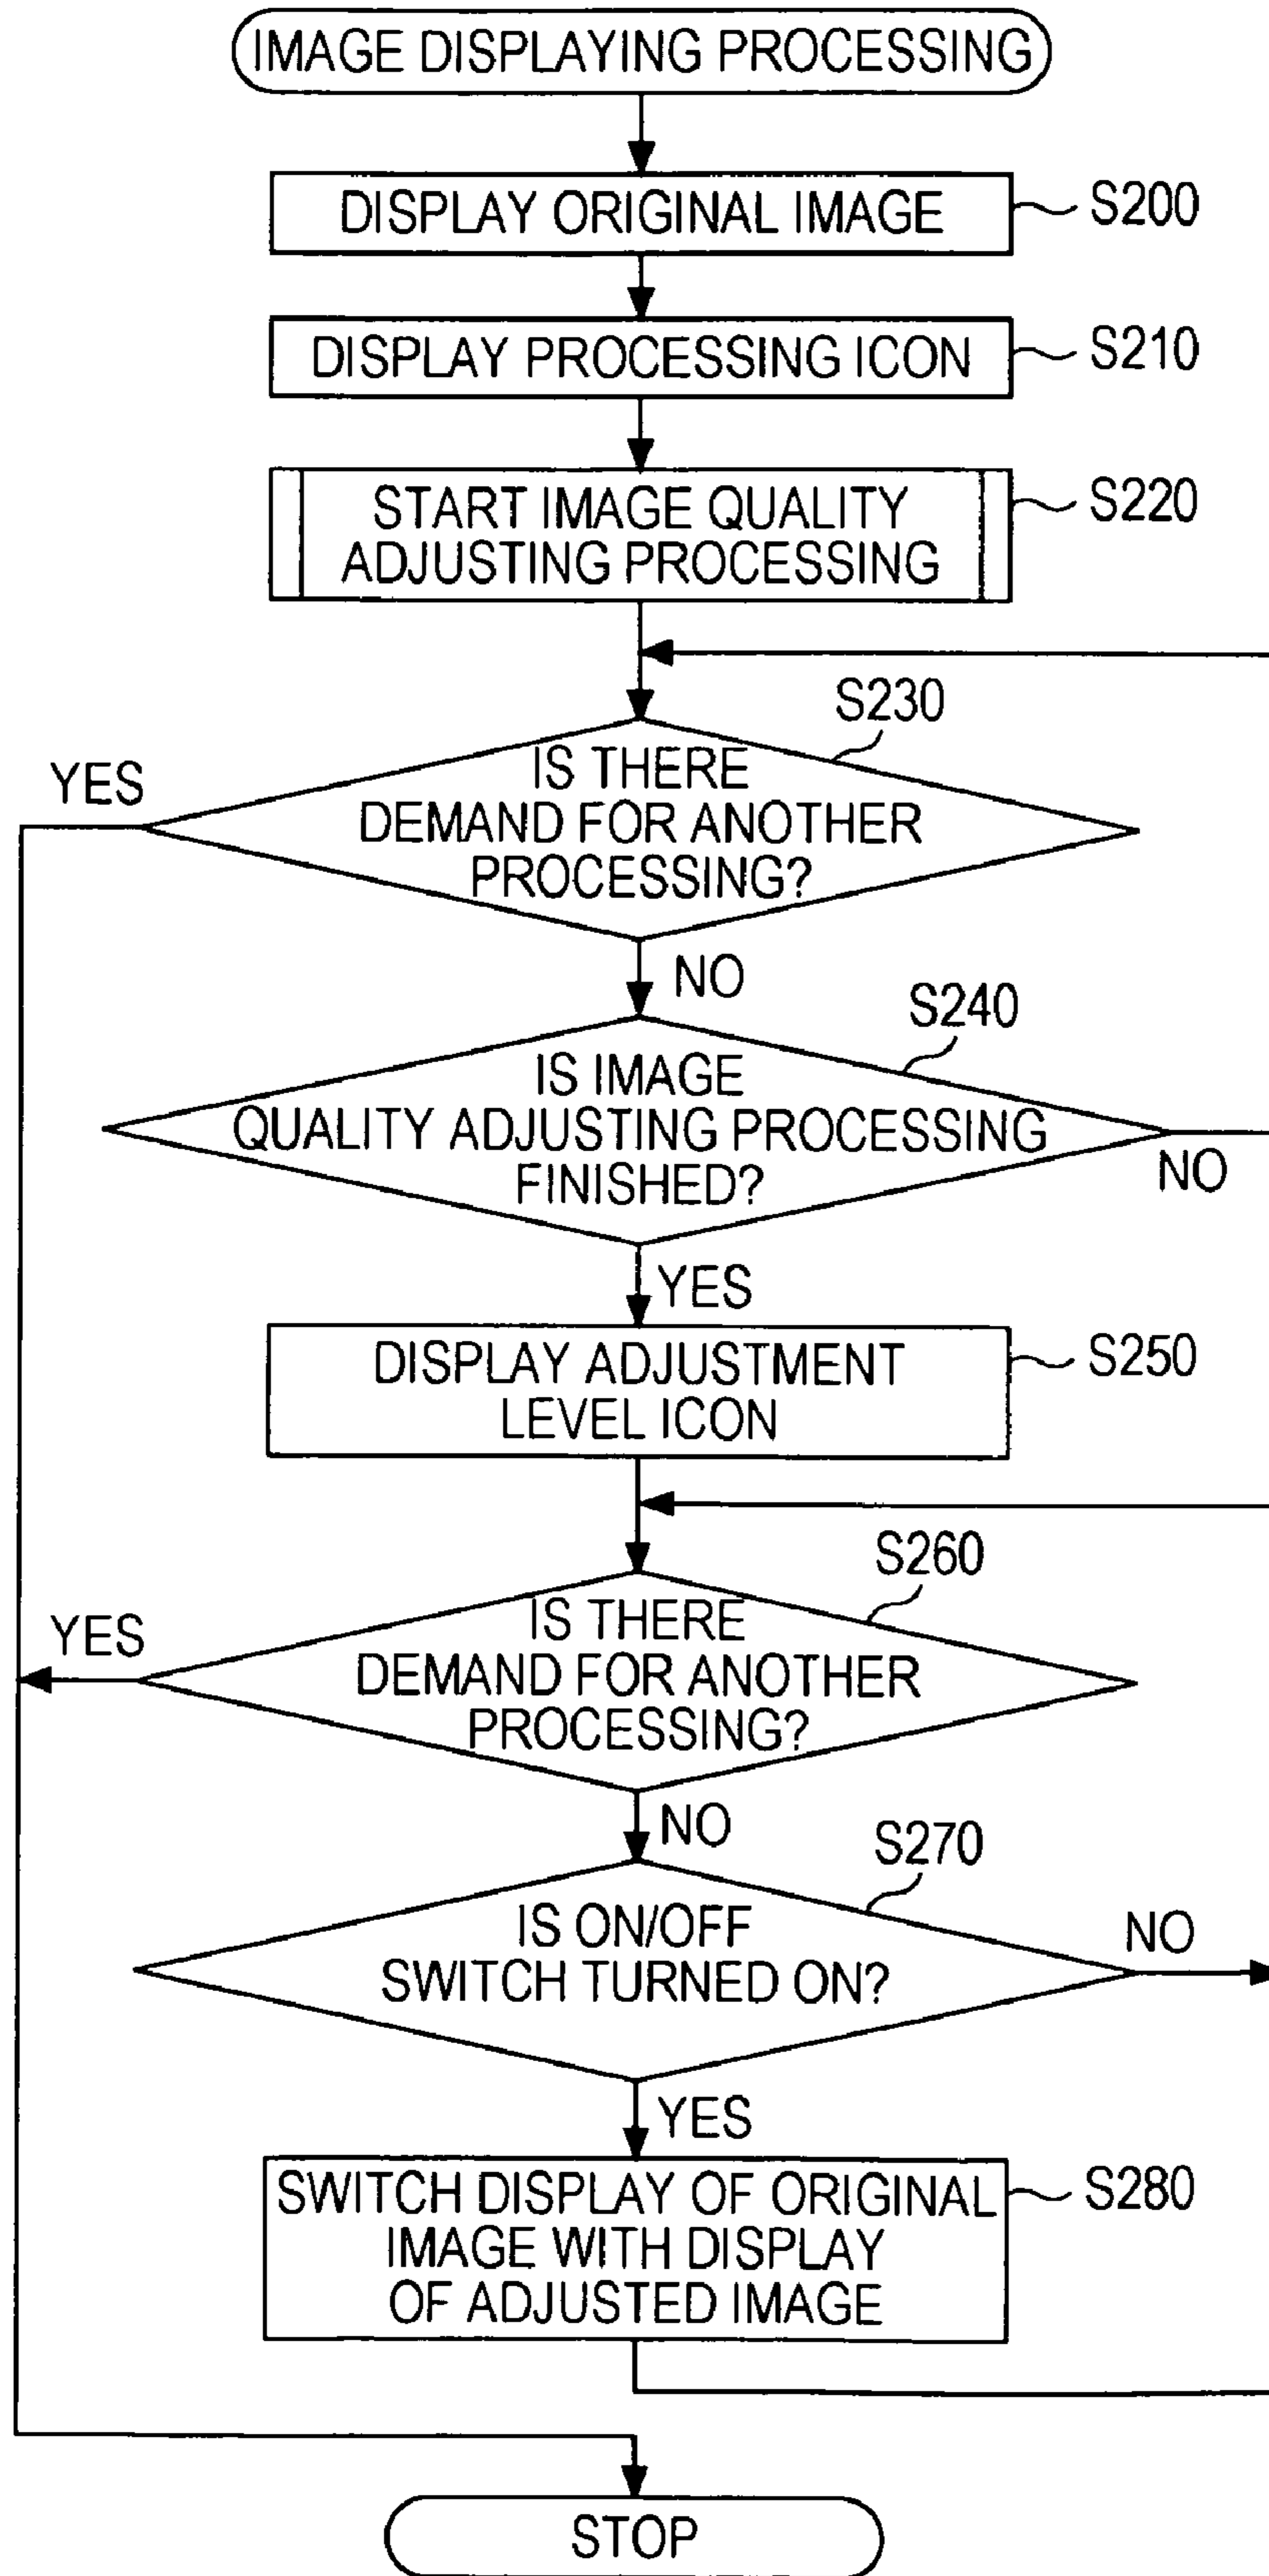 IMAGE DISPLAYING PROCESSING
DISPLAY ORIGINAL IMAGE
S200
DISPLAY PROCESSING ICON
S210
START IMAGE QUALITY
ADJUSTING PROCESSING
S220
S230
YES
IS THERE
DEMAND FOR ANOTHER
PROCESSING?
NO
S240
IS IMAGE
QUALITY ADJUSTING PROCESSING
FINISHED?
NO
YES
DISPLAY ADJUSTMENT
LEVEL ICON
S250
S260
YES
IS THERE
DEMAND FOR ANOTHER
PROCESSING?
NO
S270
IS ON/OFF
SWITCH TURNED ON?
NO
YES
SWITCH DISPLAY OF ORIGINAL
IMAGE WITH DISPLAY
OF ADJUSTED IMAGE
S280
STOP